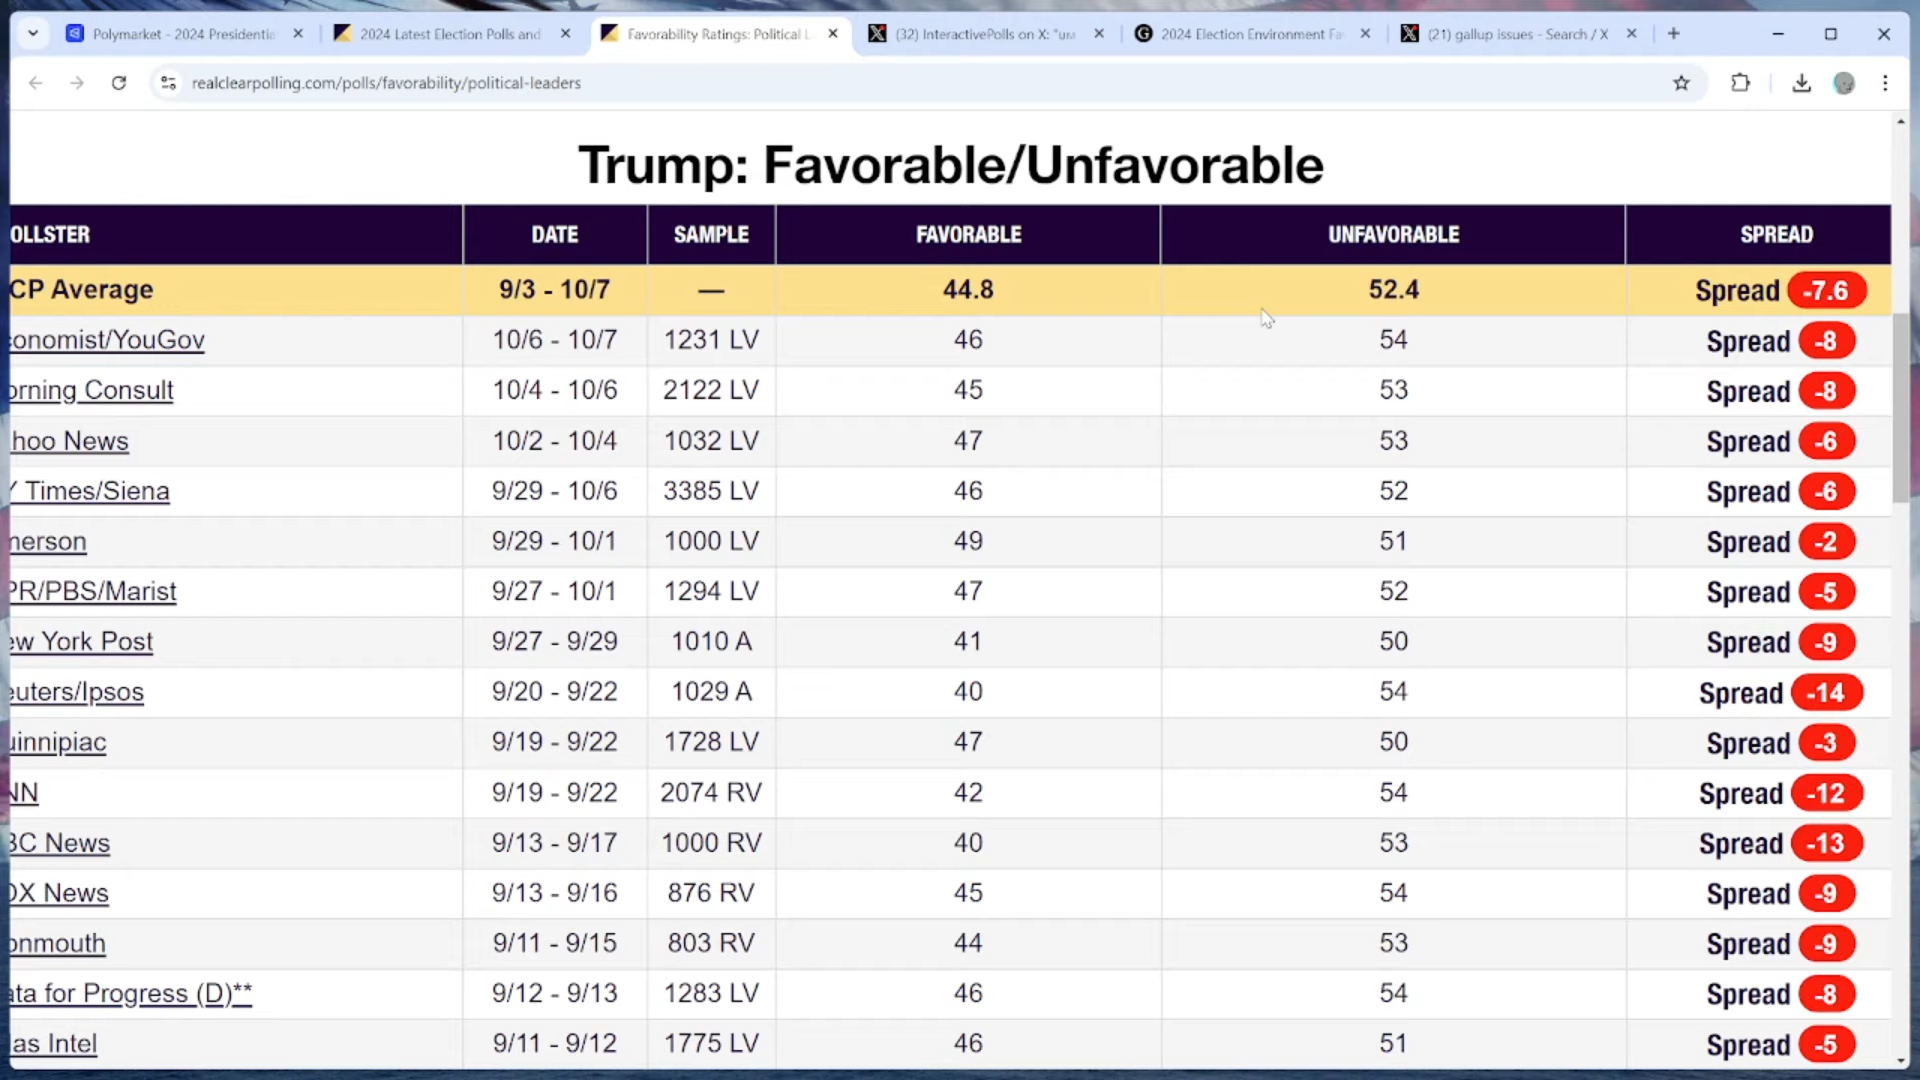 Polymarket - 2024 Presidentia
2024 Latest Election Polls and
Favorability Ratings: Political L
(32) InteractivePolls on X: "um
2024 Election Environment Fav
(21) gallup issues - Search / X
realclearpolling.com/polls/favorability/political-leaders
Trump: Favorable/Unfavorable
OLLSTER DATE SAMPLE FAVORABLE UNFAVORABLE SPREAD
CP Average 9/3 - 10/7 — 44.8 52.4 Spread -7.6
conomist/YouGov 10/6 - 10/7 1231 LV 46 54 Spread -8
orning Consult 10/4 - 10/6 2122 LV 45 53 Spread -8
hoo News 10/2 - 10/4 1032 LV 47 53 Spread -6
Y Times/Siena 9/29 - 10/6 3385 LV 46 52 Spread -6
merson 9/29 - 10/1 1000 LV 49 51 Spread -2
PR/PBS/Marist 9/27 - 10/1 1294 LV 47 52 Spread -5
ew York Post 9/27 - 9/29 1010 A 41 50 Spread -9
euters/Ipsos 9/20 - 9/22 1029 A 40 54 Spread -14
uinnipiac 9/19 - 9/22 1728 LV 47 50 Spread -3
NN 9/19 - 9/22 2074 RV 42 54 Spread -12
BC News 9/13 - 9/17 1000 RV 40 53 Spread -13
OX News 9/13 - 9/16 876 RV 45 54 Spread -9
onmouth 9/11 - 9/15 803 RV 44 53 Spread -9
ata for Progress (D)** 9/12 - 9/13 1283 LV 46 54 Spread -8
las Intel 9/11 - 9/12 1775 LV 46 51 Spread -5